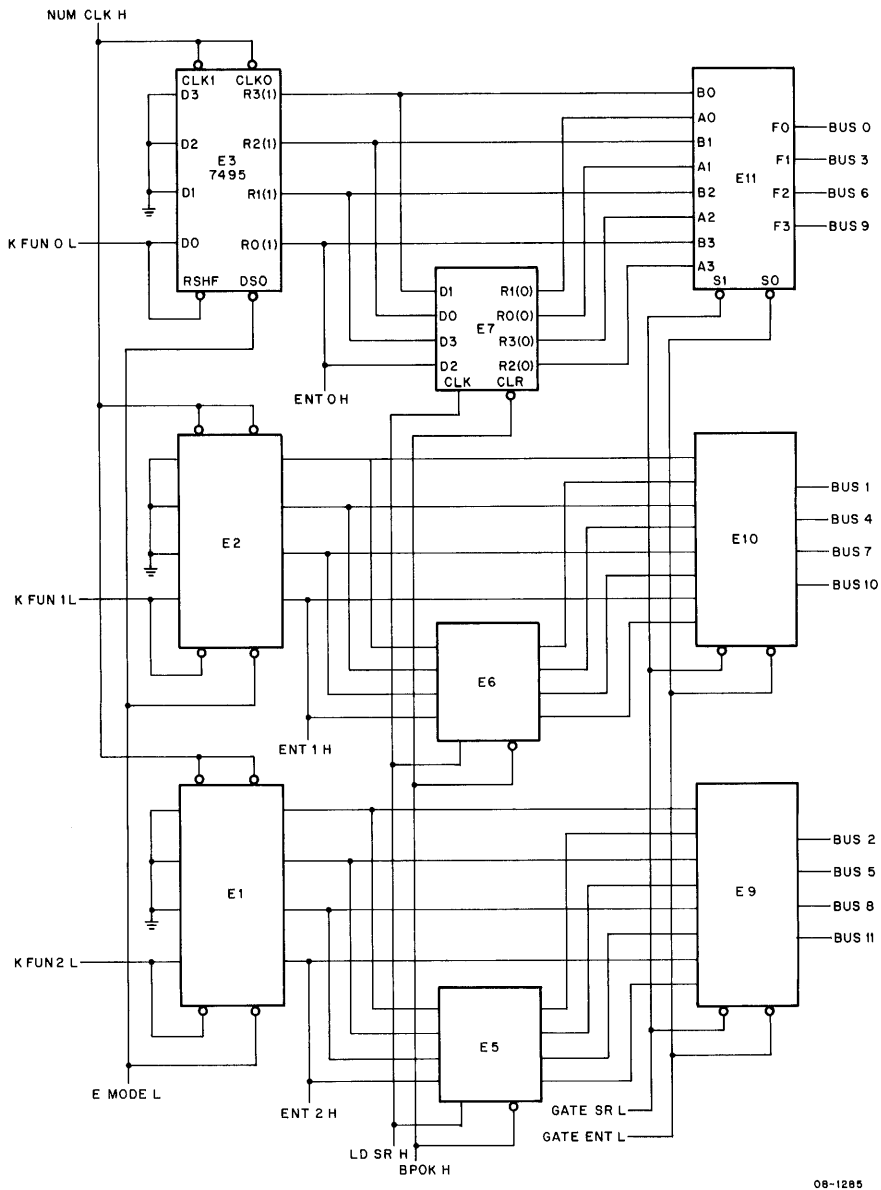 NUM CLK H
CLK1 CLK0
D3 R3(1)
D2 R2(1)
E3
7495
D1 R1(1)
K FUN 0 L
D0 R0(1)
RSHF DS0
B0
A0
B1
A1
B2
A2
B3
A3
E11
F0 BUS 0
F1 BUS 3
F2 BUS 6
F3 BUS 9
S1 S0
D1 R1(0)
D0 R0(0)
E7
D3 R3(0)
D2 R2(0)
CLK CLR
ENT 0 H
E2
K FUN 1 L
E6
ENT 1 H
E10
BUS 1
BUS 4
BUS 7
BUS 10
E1
K FUN 2 L
E5
E9
BUS 2
BUS 5
BUS 8
BUS 11
E MODE L
ENT 2 H
LD SR H
BPOK H
GATE SR L
GATE ENT L
08-1285